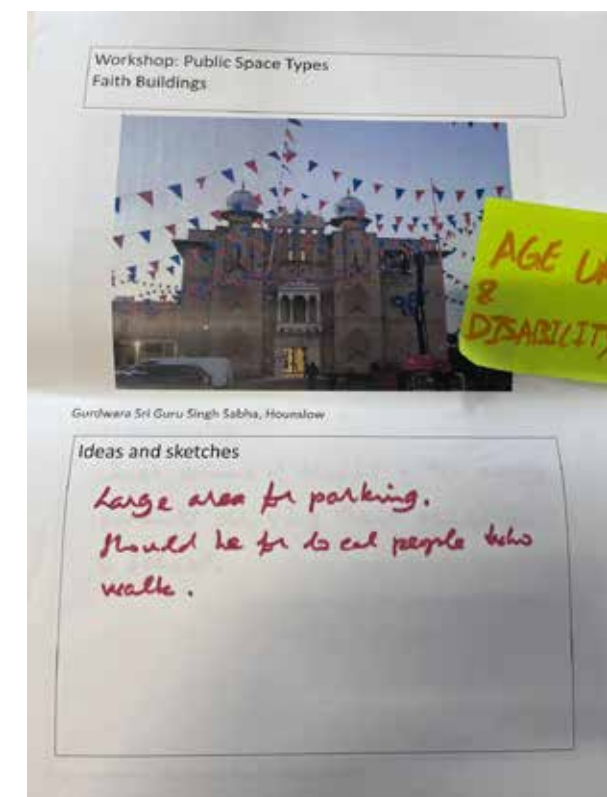 Workshop: Public Space Types
Faith Buildings
AGE UK
&
DISABILITY
Gurdwara Sri Guru Singh Sabha, Hounslow
Ideas and sketches
Large area for parking.
Should be for local people who
walk.